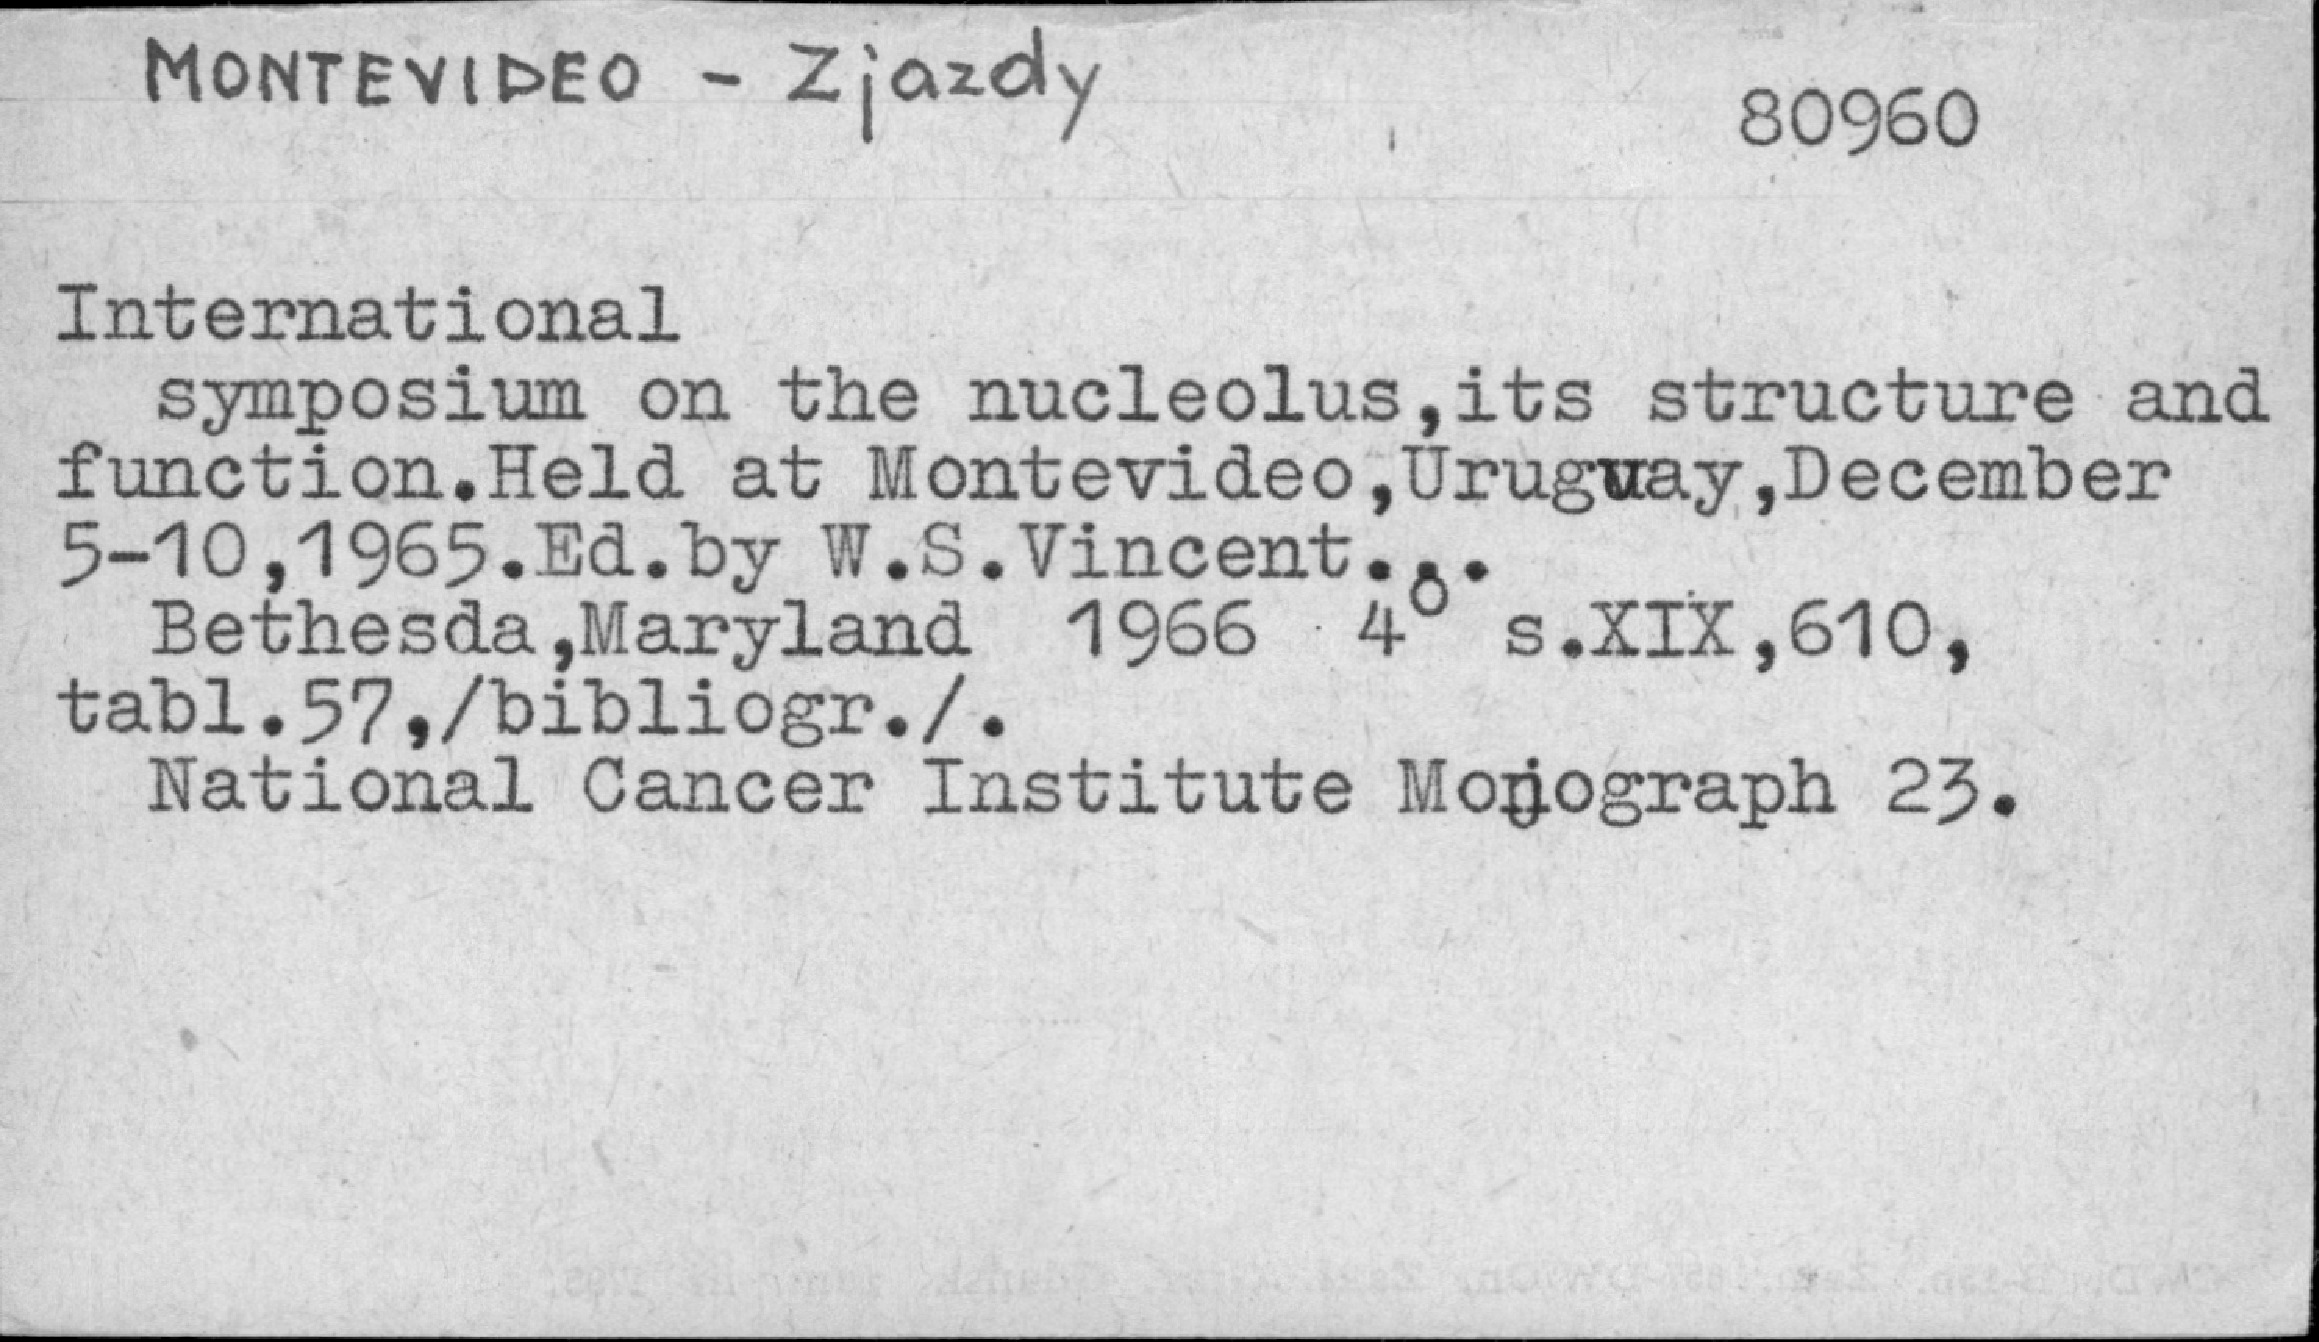 MONTEVIDEO - Zjazdy
80960
International
symposium on the nucleolus,its structure and
function.Held at Montevideo,Uruguay,December
5-10,1965.Ed.by W.S.Vincent...
Bethesda,Maryland 1966 4° s.XIX,610,
tabl.57,/bibliogr./.
National Cancer Institute Monograph 23.